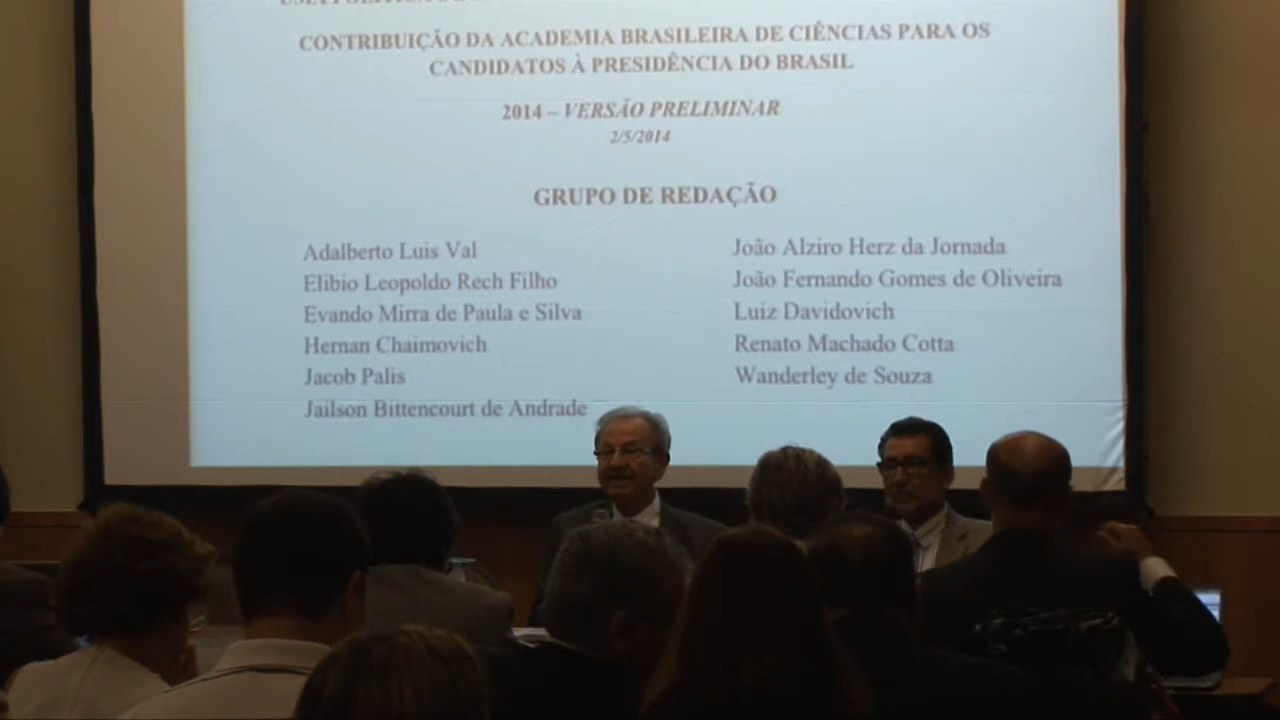 CONTRIBUIÇÃO DA ACADEMIA BRASILEIRA DE CIÊNCIAS PARA OS
CANDIDATOS À PRESIDÊNCIA DO BRASIL
2014 – VERSÃO PRELIMINAR
2/5/2014
GRUPO DE REDAÇÃO
Adalberto Luis Val
Elibio Leopoldo Rech Filho
Evando Mirra de Paula e Silva
Hernan Chaimovich
Jacob Palis
Jailson Bittencourt de Andrade
João Alziro Herz da Jornada
João Fernando Gomes de Oliveira
Luiz Davidovich
Renato Machado Cotta
Wanderley de Souza